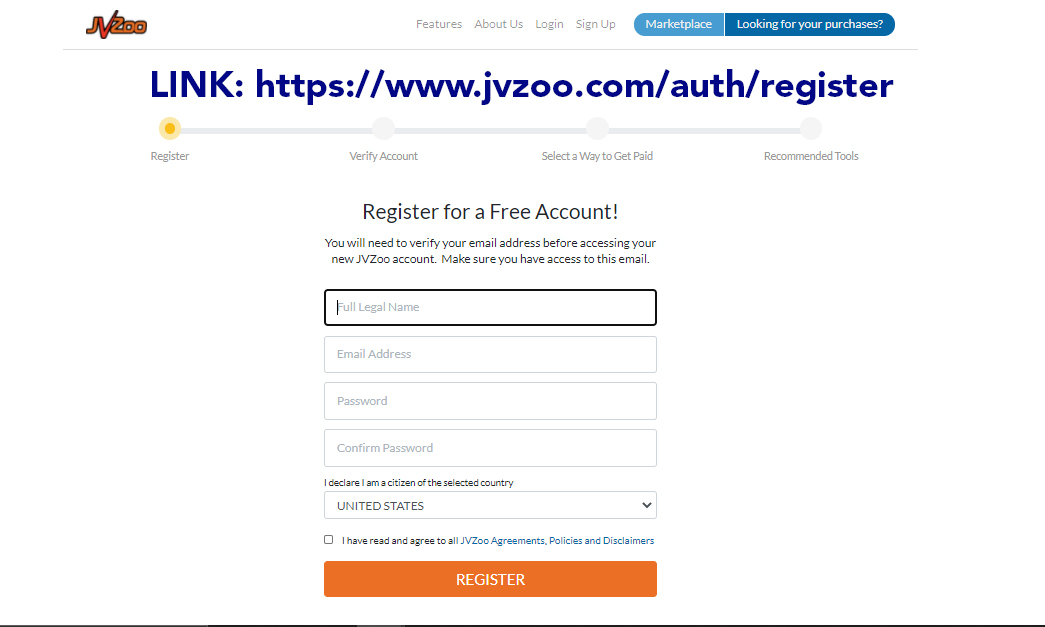 JVZoo
Features About Us Login Sign Up Marketplace Looking for your purchases?
LINK: https://www.jvzoo.com/auth/register
Register Verify Account Select a Way to Get Paid Recommended Tools
Register for a Free Account!
You will need to verify your email address before accessing your
new JVZoo account. Make sure you have access to this email.
Full Legal Name
Email Address
Password
Confirm Password
I declare I am a citizen of the selected country
UNITED STATES
I have read and agree to all JVZoo Agreements, Policies and Disclaimers
REGISTER